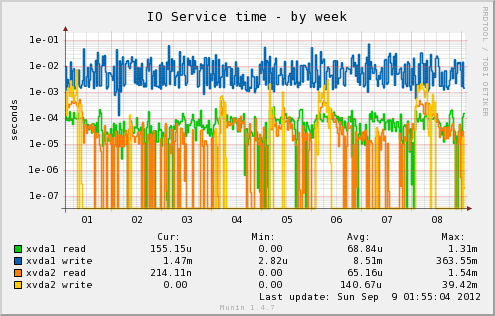 IO Service time - by week
RRDTOOL / TOBI OETIKER
seconds
1e-01
1e-02
1e-03
1e-04
1e-05
1e-06
1e-07
01 02 03 04 05 06 07 08
Cur: Min: Avg: Max:
xvda1 read 155.15u 0.00 68.84u 1.31m
xvda1 write 1.47m 2.82u 8.51m 363.55m
xvda2 read 214.11n 0.00 65.16u 1.54m
xvda2 write 0.00 0.00 140.67u 39.42m
Last update: Sun Sep 9 01:55:04 2012
Munin 1.4.7